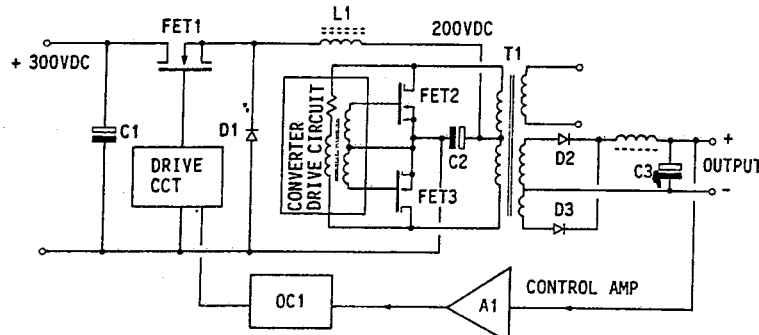 FET1
L1
200VDC
T1
+ 300VDC
C1
D1
DRIVE
CCT
CONVERTER
DRIVE CIRCUIT
FET2
C2
FET3
D2
D3
C3
+
OUTPUT
-
OC1
A1
CONTROL AMP